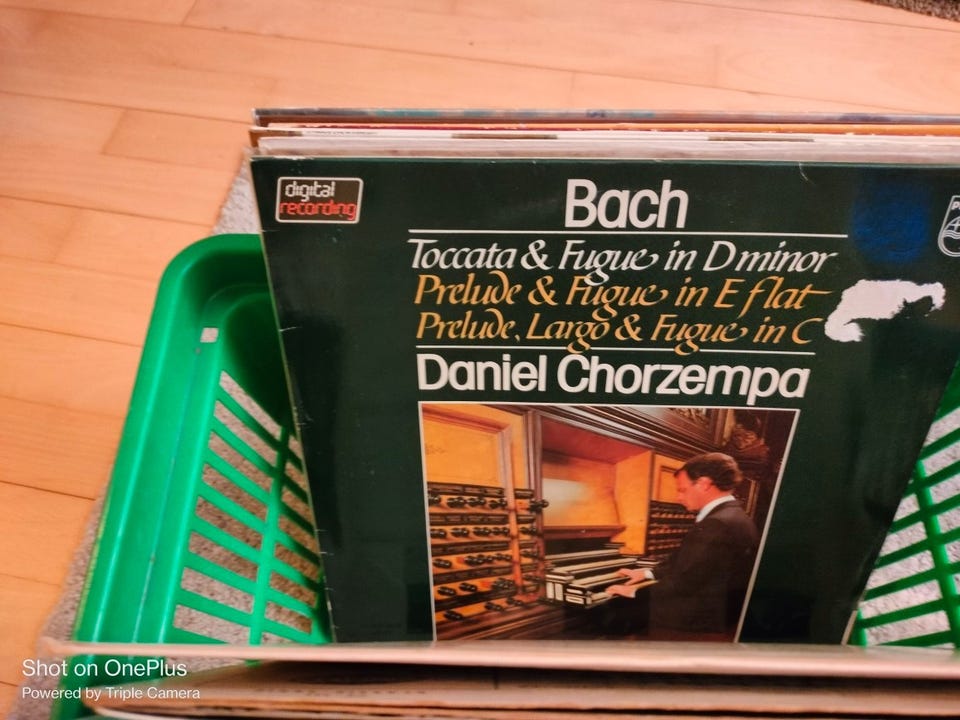 digital
recording
Bach
Toccata & Fugue in D minor
Prelude & Fugue in E flat
Prelude, Largo & Fugue in C
Daniel Chorzempa
Shot on OnePlus
Powered by Triple Camera